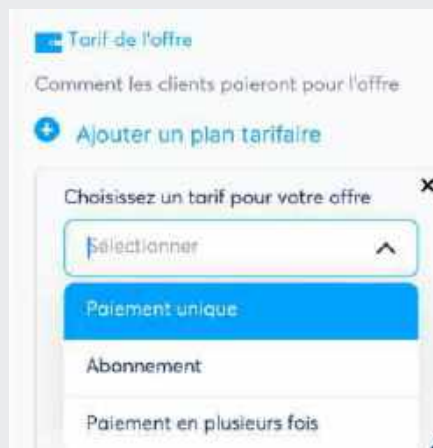 Tarif de l'offre
Comment les clients paieront pour l'offre
Ajouter un plan tarifaire
Choisissez un tarif pour votre offre
Sélectionner
Paiement unique
Abonnement
Paiement en plusieurs fois